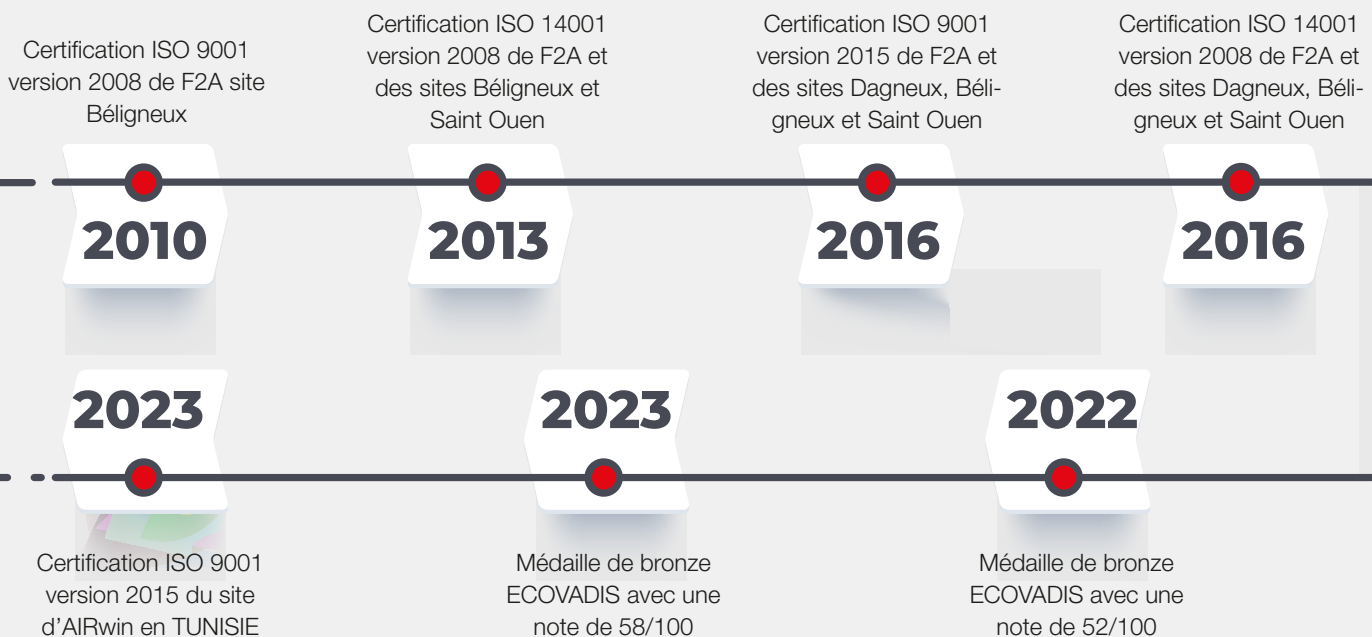 Certification ISO 9001
version 2008 de F2A site
Béligneux
2010
Certification ISO 14001
version 2008 de F2A et
des sites Béligneux et
Saint Ouen
2013
Certification ISO 9001
version 2015 de F2A et
des sites Dagneux, Béli-
gneux et Saint Ouen
2016
Certification ISO 14001
version 2008 de F2A et
des sites Dagneux, Béli-
gneux et Saint Ouen
2016
2023
Certification ISO 9001
version 2015 du site
d'AIRwin en TUNISIE
2023
Médaille de bronze
ECOVADIS avec une
note de 58/100
2022
Médaille de bronze
ECOVADIS avec une
note de 52/100